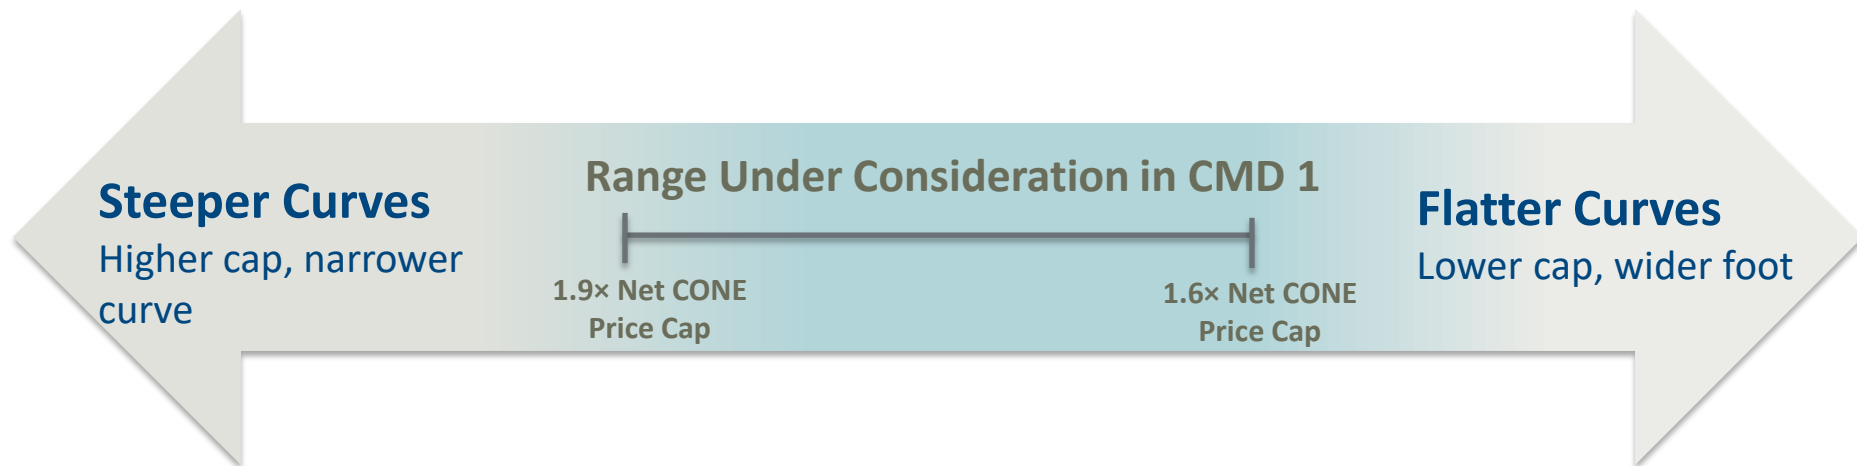 Steeper Curves
Higher cap, narrower
curve
Range Under Consideration in CMD 1
1.9× Net CONE
Price Cap
1.6× Net CONE
Price Cap
Flatter Curves
Lower cap, wider foot